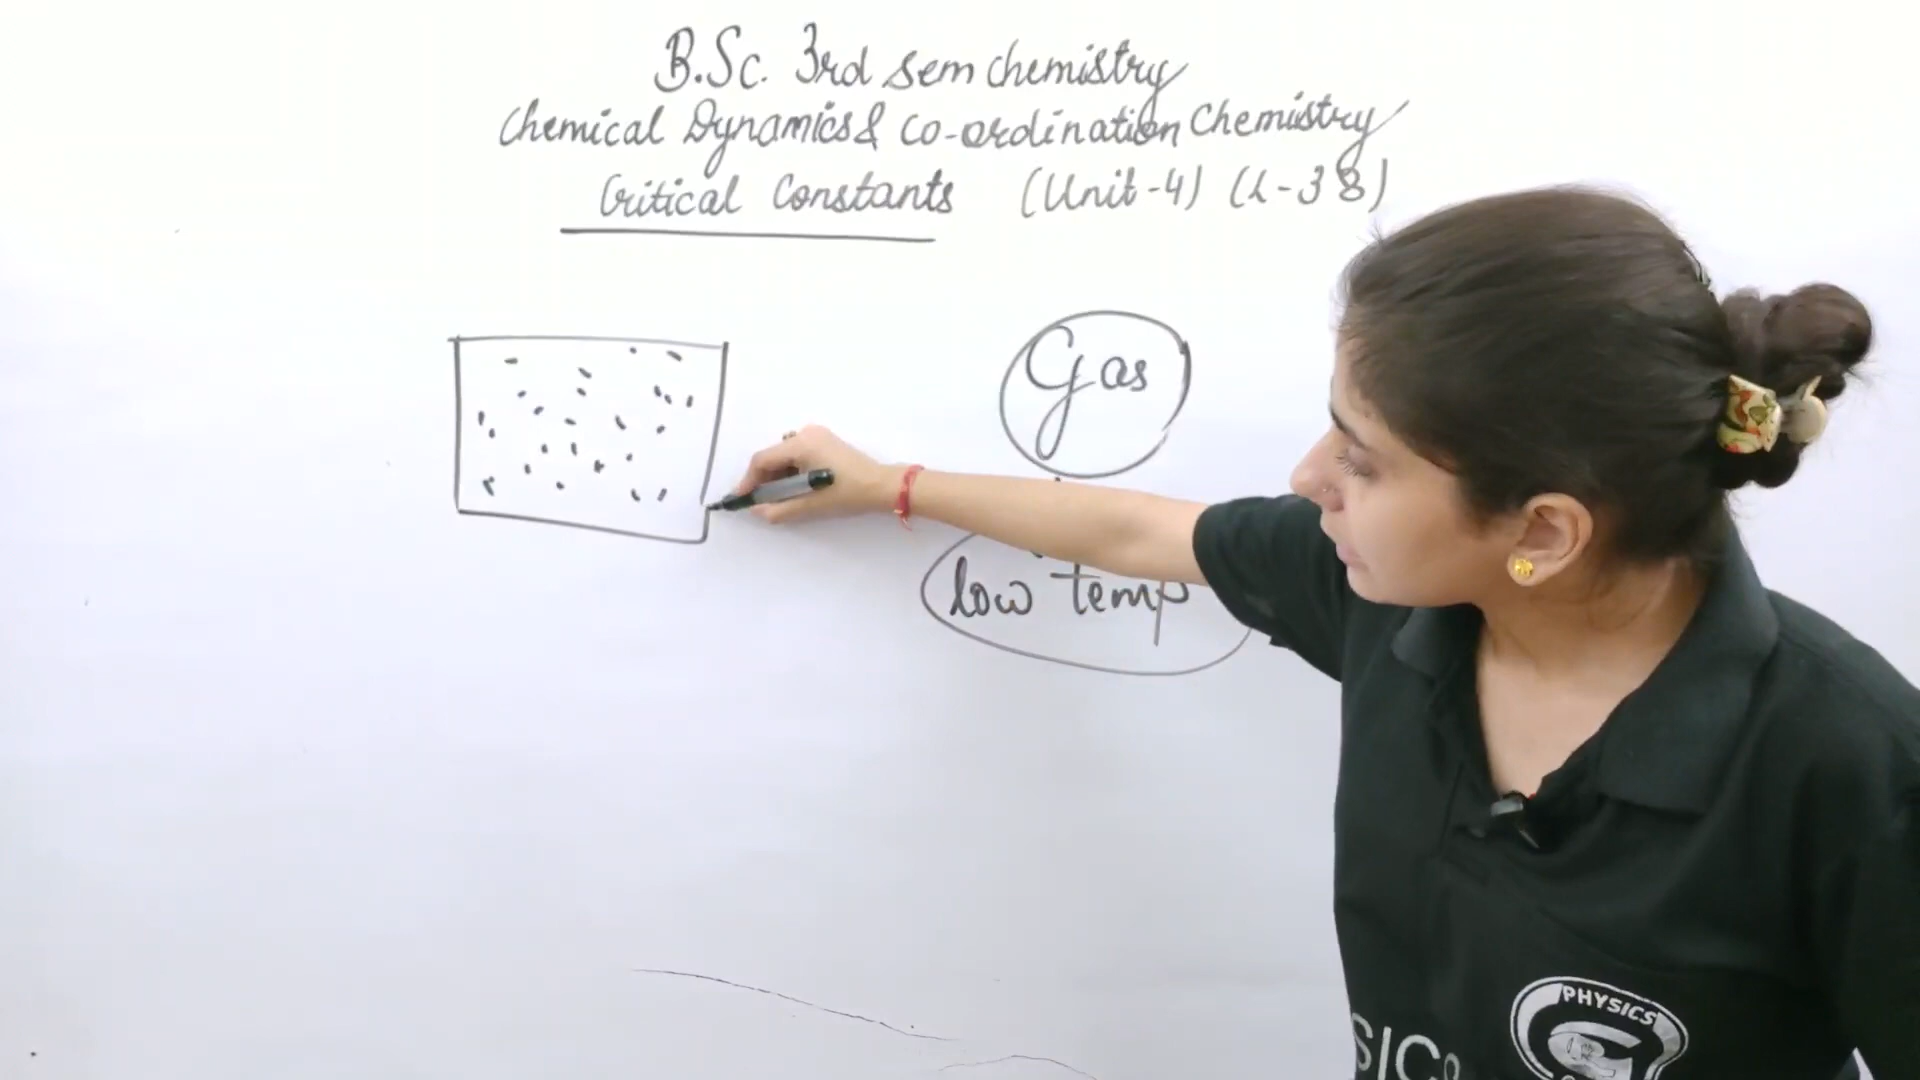 B.Sc. 3rd sem chemistry
Chemical Dynamics & Co-ordination Chemistry
Critical Constants (Unit-4) (L-38)
Gas
low temp
PHYSICS